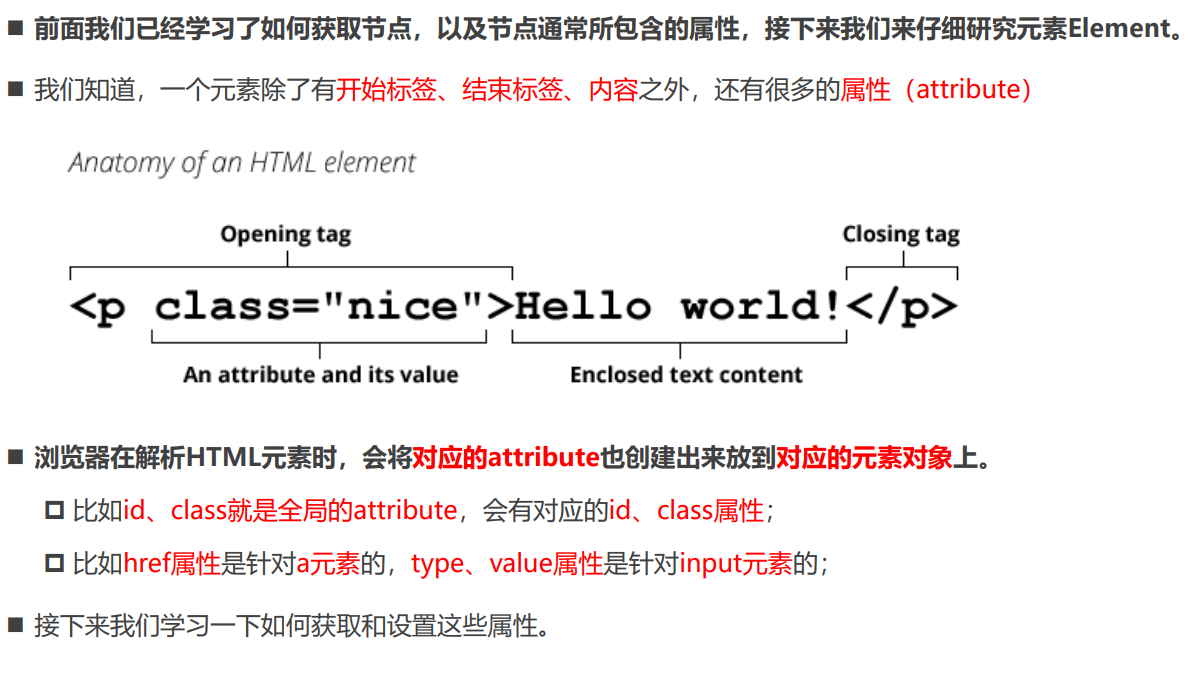 ■ 前面我们已经学习了如何获取节点，以及节点通常所包含的属性，接下来我们来仔细研究元素Element。
■ 我们知道，一个元素除了有开始标签、结束标签、内容之外，还有很多的属性（attribute）
Anatomy of an HTML element
Opening tag
Closing tag
<p class="nice">Hello world!</p>
An attribute and its value
Enclosed text content
■ 浏览器在解析HTML元素时，会将对应的attribute也创建出来放到对应的元素对象上。
比如id、class就是全局的attribute，会有对应的id、class属性；
比如href属性是针对a元素的，type、value属性是针对input元素的；
■ 接下来我们学习一下如何获取和设置这些属性。